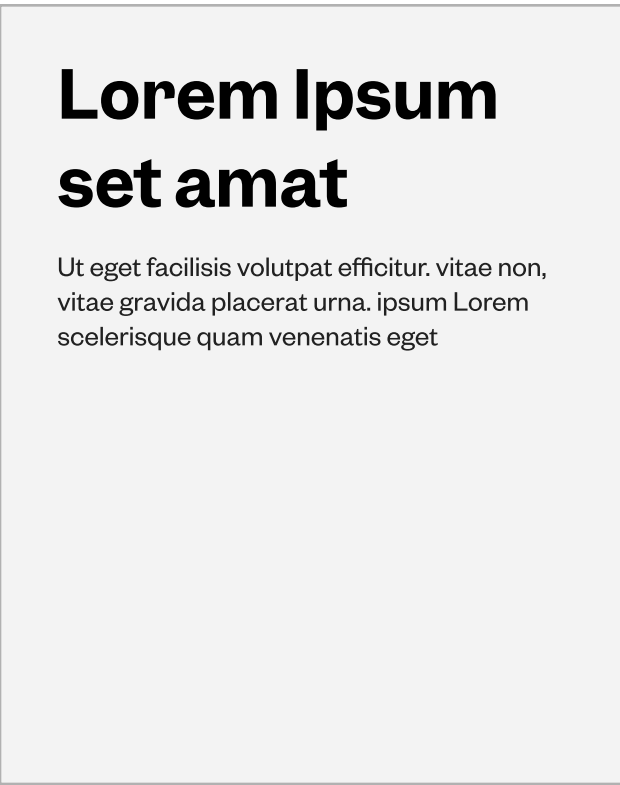 Lorem Ipsum
set amat
Ut eget facilisis volutpat efficitur. vitae non,
vitae gravida placerat urna. ipsum Lorem
scelerisque quam venenatis eget